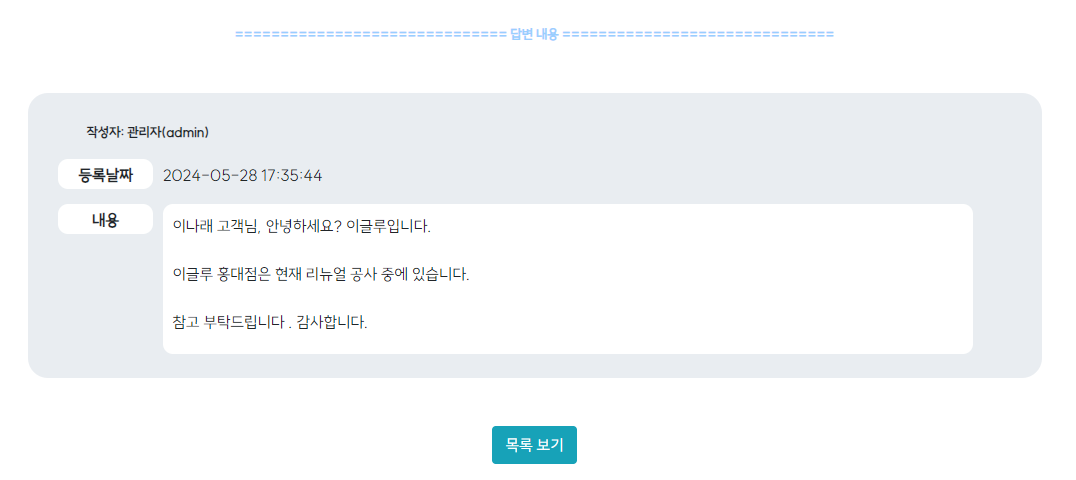 ============================== 답변 내용 ==============================
작성자: 관리자(admin)
등록날짜 2024-05-28 17:35:44
내용
이나래 고객님, 안녕하세요? 이글루입니다.
이글루 홍대점은 현재 리뉴얼 공사 중에 있습니다.
참고 부탁드립니다 . 감사합니다.
목록 보기